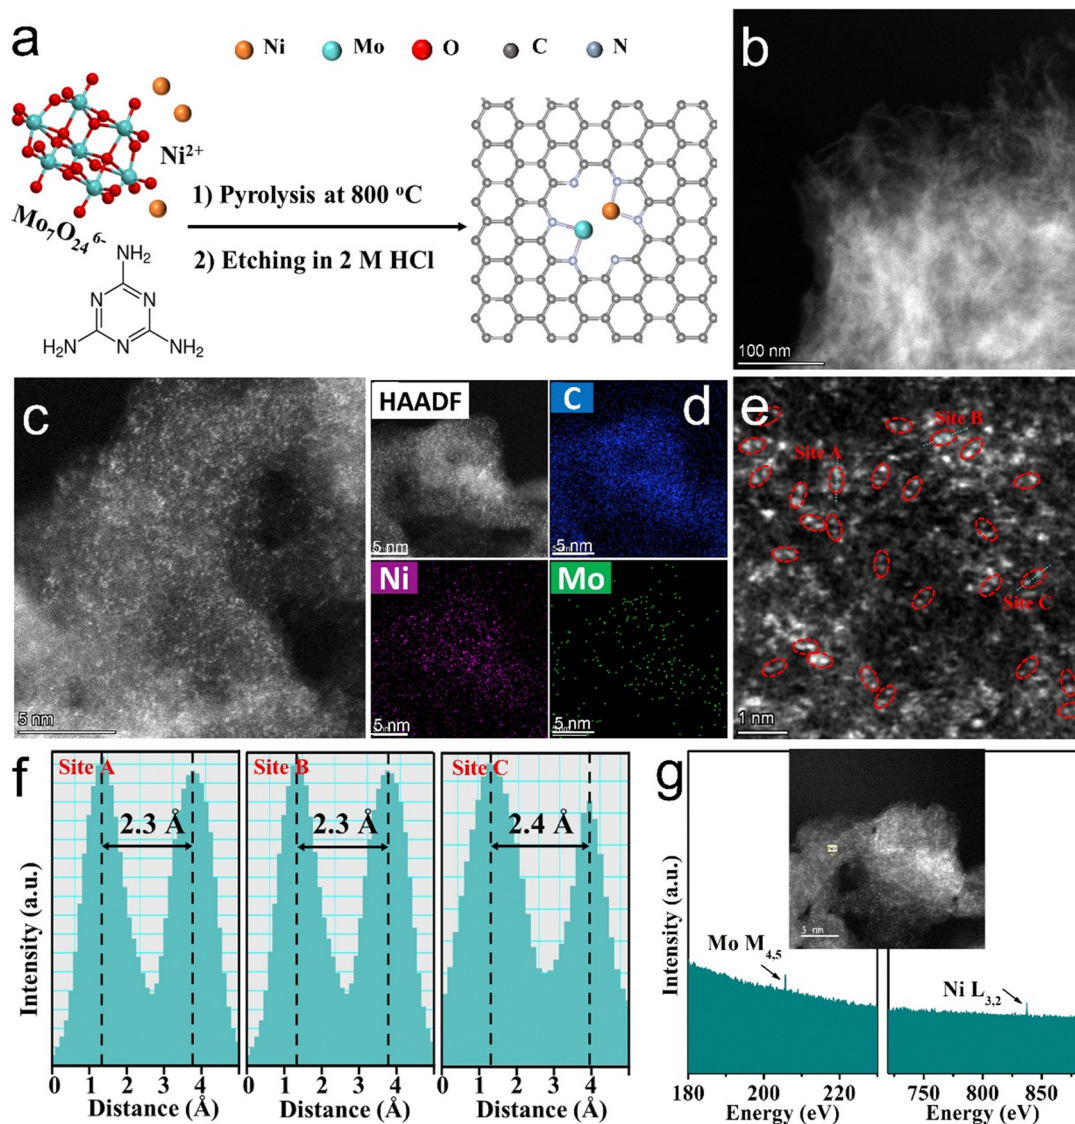 a
Ni Mo O C N
Ni2+
Mo7O24 6-
1) Pyrolysis at 800 °C
2) Etching in 2 M HCl
NH2
N N
N
H2N NH2
b
100 nm
c
5 nm
HAADF
5 nm
C
d
5 nm
Ni
5 nm
Mo
5 nm
e
Site B
Site A
Site C
1 nm
f
Site A
Site B
Site C
2.3 Å
2.3 Å
2.4 Å
Intensity (a.u.)
0 1 2 3 4 0 1 2 3 4 0 1 2 3 4
Distance (Å)
Distance (Å)
Distance (Å)
g
5 nm
Intensity (a.u.)
Mo M4,5
Ni L3,2
180 200 220
750 800 850
Energy (eV)
Energy (eV)